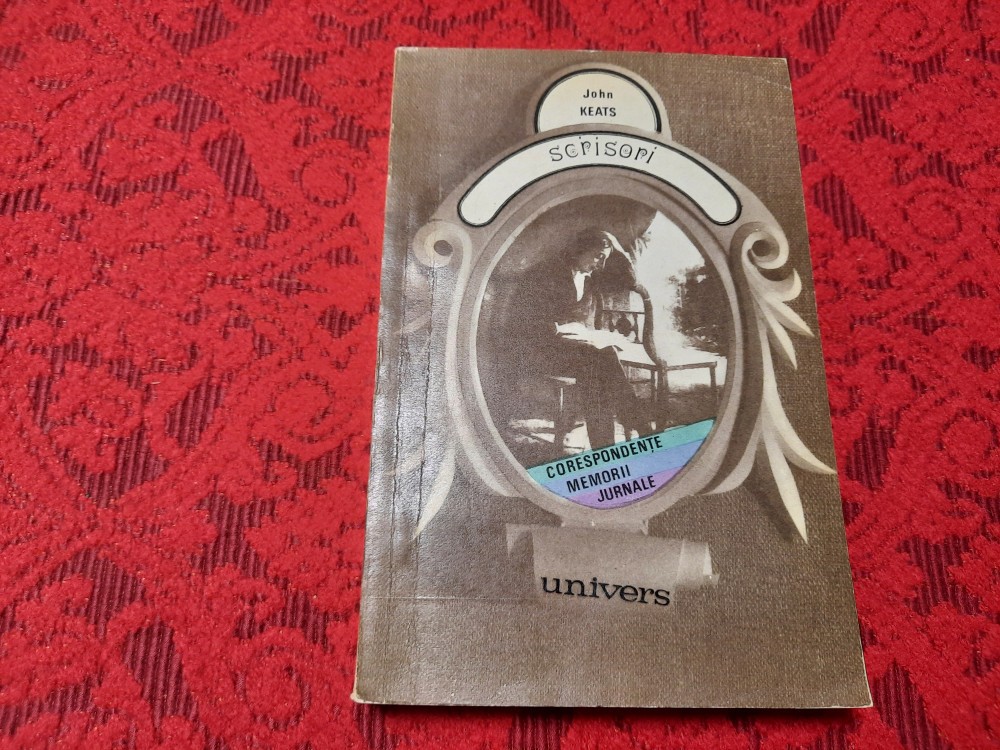 John
KEATS
scrisori
CORESPONDENȚE
MEMORII
JURNALE
univers